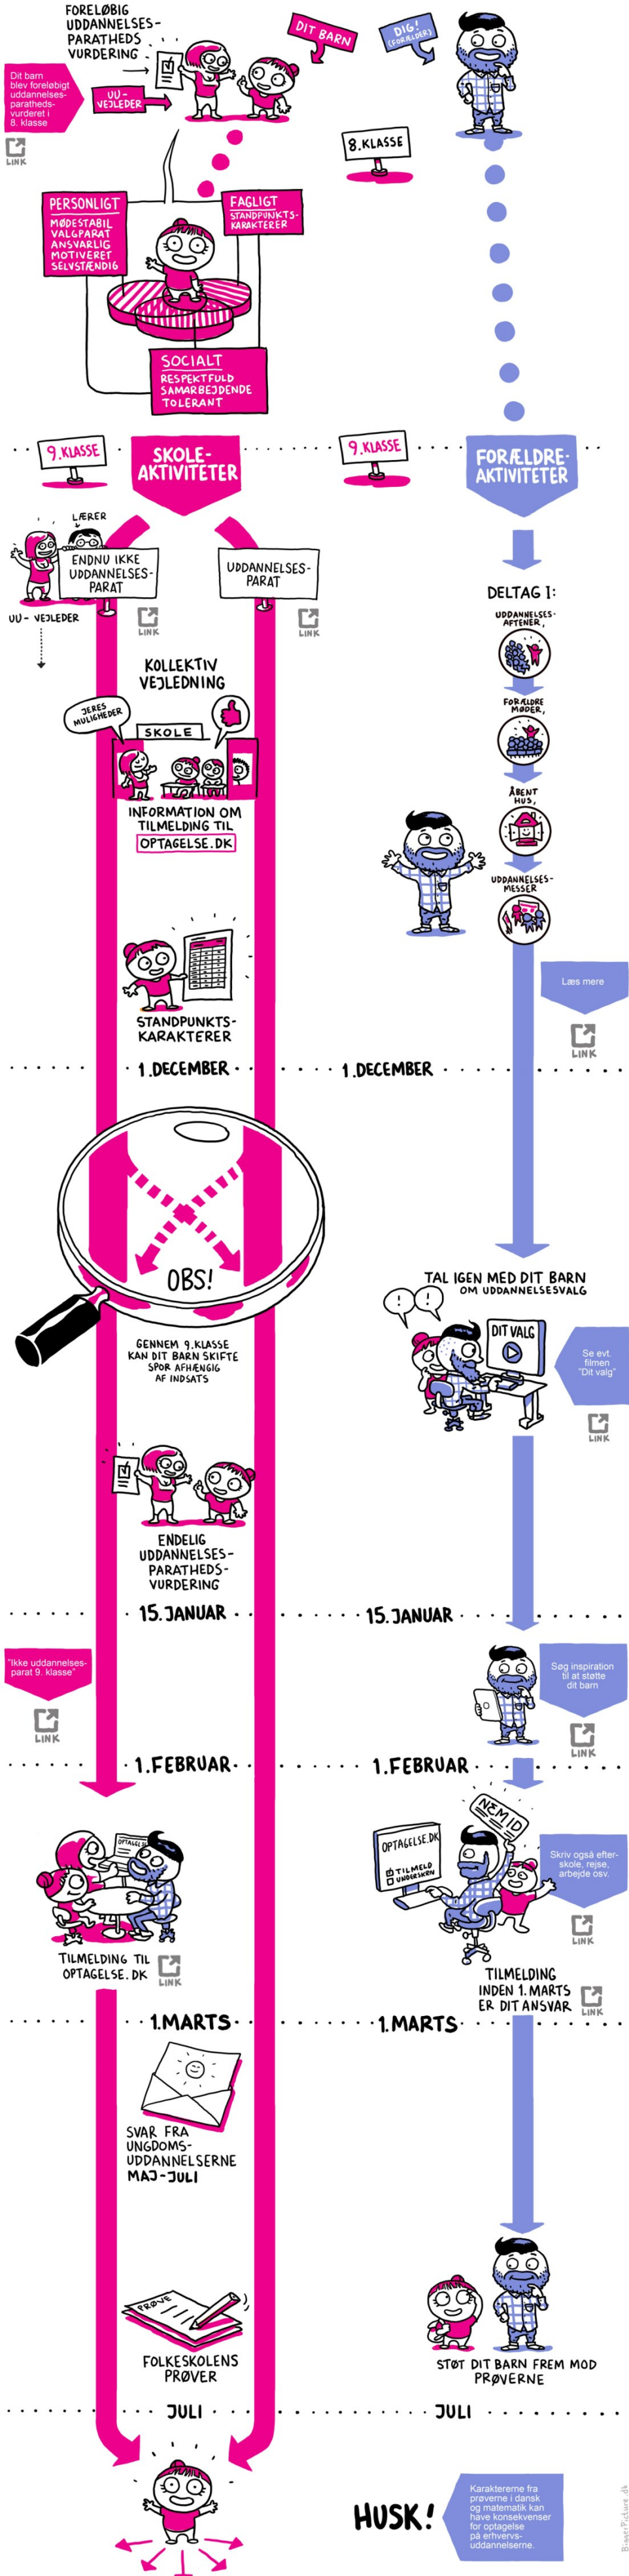 FORELØBIG
UDDANNELSES-
PARATHEDS
VURDERING
DIT BARN
DIG!
(FORÆLDER)
Dit barn
blev foreløbigt
uddannelses-
paratheds-
vurderet i
8. klasse
UU-
VEJLEDER
LINK
8.KLASSE
PERSONLIGT
MØDESTABIL
VALGPARAT
ANSVARLIG
MOTIVERET
SELVSTÆNDIG
FAGLIGT
STANDPUNKTS-
KARAKTERER
SOCIALT
RESPEKTFULD
SAMARBEJDENDE
TOLERANT
9.KLASSE
SKOLE-
AKTIVITETER
9.KLASSE
FORÆLDRE-
AKTIVITETER
LÆRER
ENDNU IKKE
UDDANNELSES-
PARAT
UDDANNELSES-
PARAT
UU - VEJLEDER
LINK
LINK
DELTAG I:
UDDANNELSES-
AFTENER,
FORÆLDRE
MØDER,
ÅBENT
HUS,
UDDANNELSES-
MESSER
KOLLEKTIV
VEJLEDNING
JERES
MULIGHEDER
SKOLE
INFORMATION OM
TILMELDING TIL
OPTAGELSE.DK
STANDPUNKTS-
KARAKTERER
Læs mere
LINK
1.DECEMBER
1.DECEMBER
OBS!
GENNEM 9.KLASSE
KAN DIT BARN SKIFTE
SPOR AFHÆNGIG
AF INDSATS
TAL IGEN MED DIT BARN
OM UDDANNELSESVALG
! !
DIT VALG
Se evt.
filmen
"Dit valg"
LINK
ENDELIG
UDDANNELSES-
PARATHEDS-
VURDERING
15.JANUAR
15.JANUAR
"Ikke uddannelses-
parat 9. klasse"
LINK
Søg inspiration
til at støtte
dit barn
LINK
1.FEBRUAR
1.FEBRUAR
OPTAGELSE
TILMELDING TIL
OPTAGELSE.DK
LINK
NEM ID
OPTAGELSE.DK
TILMELD
UNDERSKRIV
Skriv også efter-
skole, rejse,
arbejde osv.
LINK
TILMELDING
INDEN 1.MARTS
ER DIT ANSVAR
LINK
1.MARTS
1.MARTS
SVAR FRA
UNGDOMS-
UDDANNELSERNE
MAJ-JULI
PRØVE
FOLKESKOLENS
PRØVER
STØT DIT BARN FREM MOD
PRØVERNE
JULI
JULI
HUSK!
Karaktererne fra
prøverne i dansk
og matematik kan
have konsekvenser
for optagelse
på erhvervs-
uddannelserne.
BiggerPicture.dk